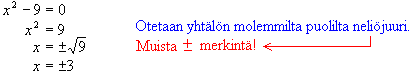 x² − 9 = 0
x² = 9
x = ±√9
x = ±3
Otetaan yhtälön molemmilta puolilta neliöjuuri.
Muista ± merkintä!